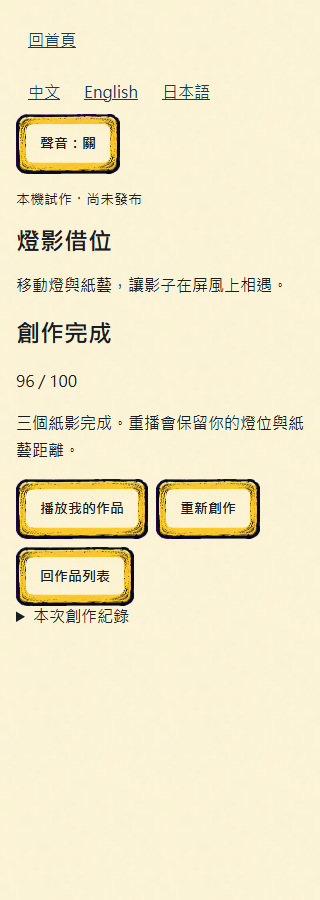 回首頁
中文 English 日本語
聲音：關
本機試作・尚未發布
燈影借位
移動燈與紙藝，讓影子在屏風上相遇。
創作完成
96 / 100
三個紙影完成。重播會保留你的燈位與紙
藝距離。
播放我的作品 重新創作
回作品列表
▶ 本次創作紀錄